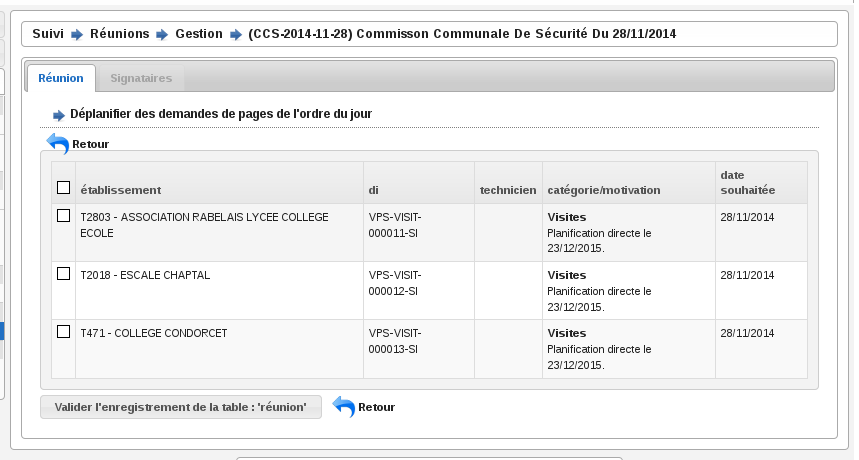 Suivi Réunions Gestion (CCS-2014-11-28) Commisson Communale De Sécurité Du 28/11/2014
Réunion Signataires
Déplanifier des demandes de pages de l'ordre du jour
Retour
établissement di technicien catégorie/motivation date souhaitée
T2803 - ASSOCIATION RABELAIS LYCEE COLLEGE
ECOLE
VPS-VISIT-
000011-SI
Visites
Planification directe le
23/12/2015.
28/11/2014
T2018 - ESCALE CHAPTAL
VPS-VISIT-
000012-SI
Visites
Planification directe le
23/12/2015.
28/11/2014
T471 - COLLEGE CONDORCET
VPS-VISIT-
000013-SI
Visites
Planification directe le
23/12/2015.
28/11/2014
Valider l'enregistrement de la table : 'réunion' Retour